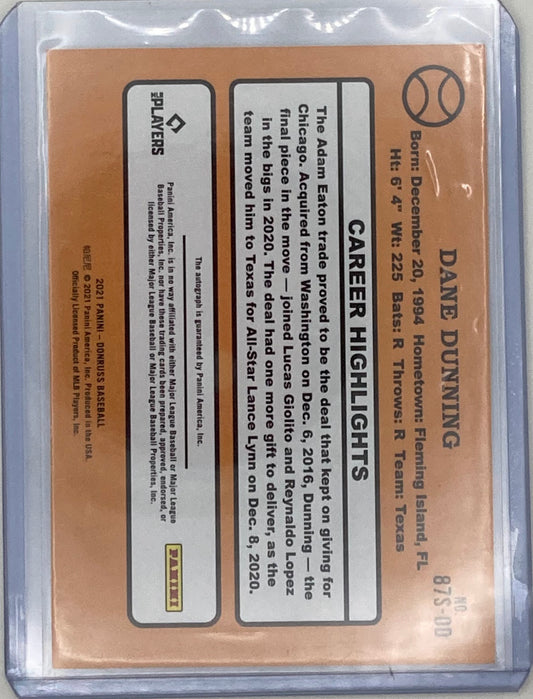 DANE DUNNING
NO.
87S-DD
Born: December 20, 1994 Hometown: Fleming Island, FL
Ht: 6' 4" Wt: 225 Bats: R Throws: R Team: Texas
CAREER HIGHLIGHTS
The Adam Eaton trade proved to be the deal that kept on giving for
Chicago. Acquired from Washington on Dec. 6, 2016, Dunning — the
final piece in the move — joined Lucas Giolito and Reynaldo Lopez
in the bigs in 2020. The deal had one more gift to deliver, as the
team moved him to Texas for All-Star Lance Lynn on Dec. 8, 2020.
The autograph is guaranteed by Panini America, Inc.
MLB PLAYERS
Panini America, Inc. is in no way affiliated with either Major League Baseball or Major League
Baseball Properties, Inc. nor have these trading cards been prepared, approved, endorsed, or
licensed by either Major League Baseball or Major League Baseball Properties, Inc.
PANINI
2021 PANINI – DONRUSS BASEBALL
帕尼尼 © 2021 Panini America, Inc. Produced in the USA.
Officially Licensed Product of MLB Players, Inc.